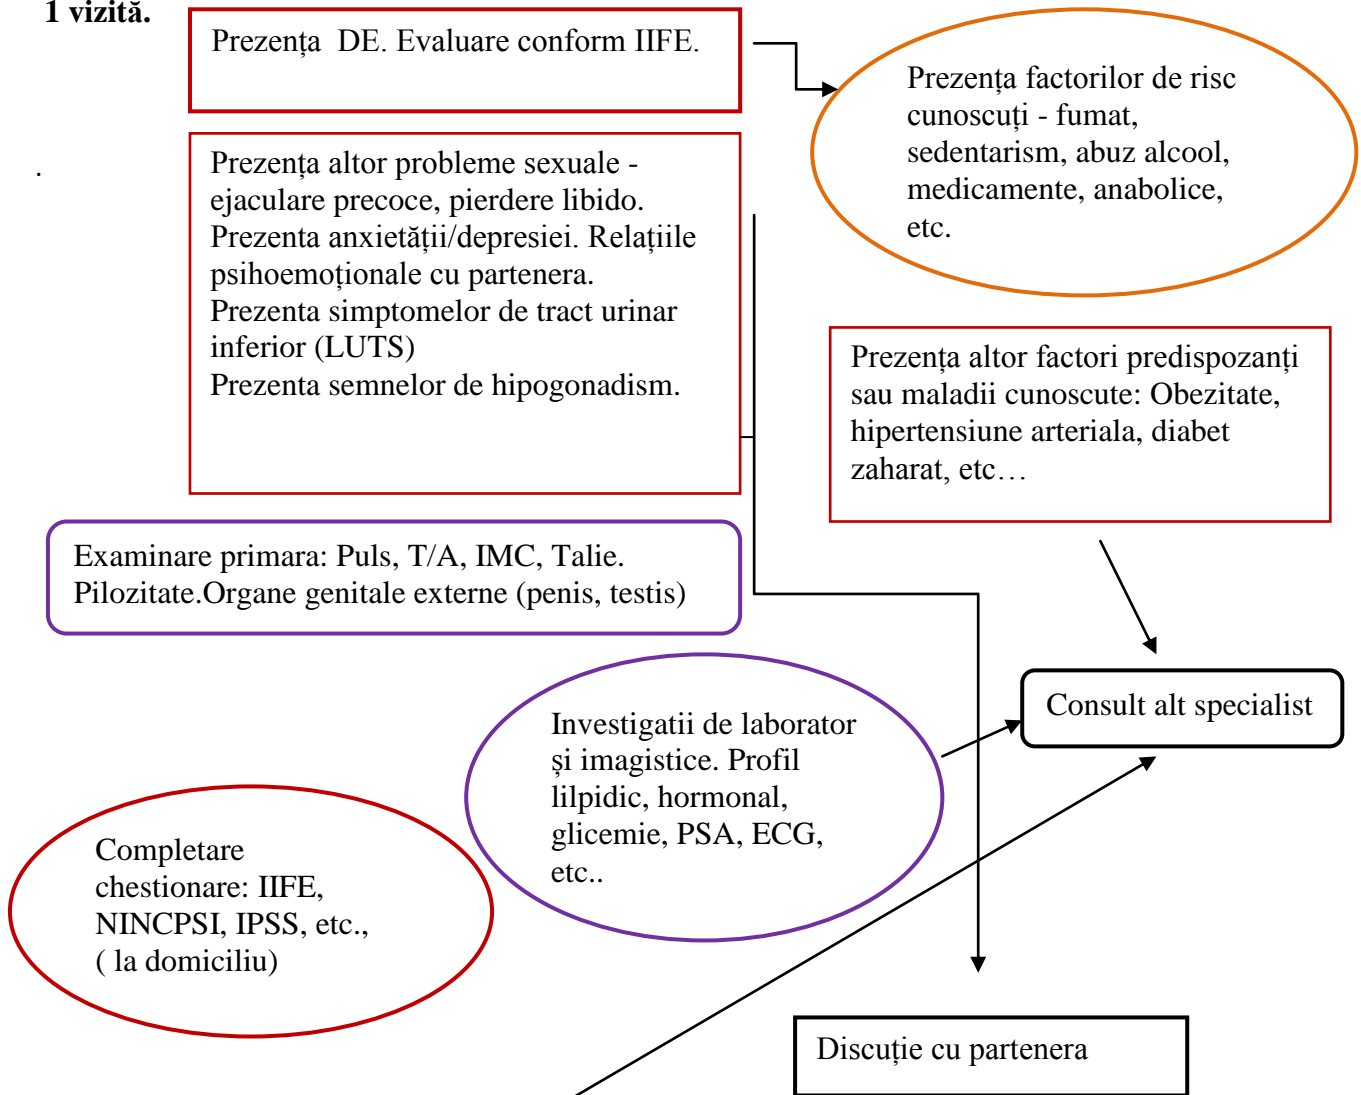 1 vizită.
Prezența DE. Evaluare conform IIFE.
Prezența factorilor de risc
cunoscuți - fumat,
sedentarism, abuz alcool,
medicamente, anabolice,
etc.
.
Prezența altor probleme sexuale -
ejaculare precoce, pierdere libido.
Prezenta anxietății/depresiei. Relațiile
psihoemoționale cu partenera.
Prezenta simptomelor de tract urinar
inferior (LUTS)
Prezenta semnelor de hipogonadism.
Prezența altor factori predispozanți
sau maladii cunoscute: Obezitate,
hipertensiune arteriala, diabet
zaharat, etc…
Examinare primara: Puls, T/A, IMC, Talie.
Pilozitate.Organe genitale externe (penis, testis)
Consult alt specialist
Investigatii de laborator
și imagistice. Profil
lilpidic, hormonal,
glicemie, PSA, ECG,
etc..
Completare
chestionare: IIFE,
NINCPSI, IPSS, etc.,
( la domiciliu)
Discuție cu partenera